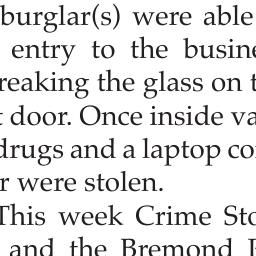 burglar(s) were able
entry to the busine
reaking the glass on t
t door. Once inside va
drugs and a laptop co
r were stolen.
This week Crime Sto
and the Bremond P